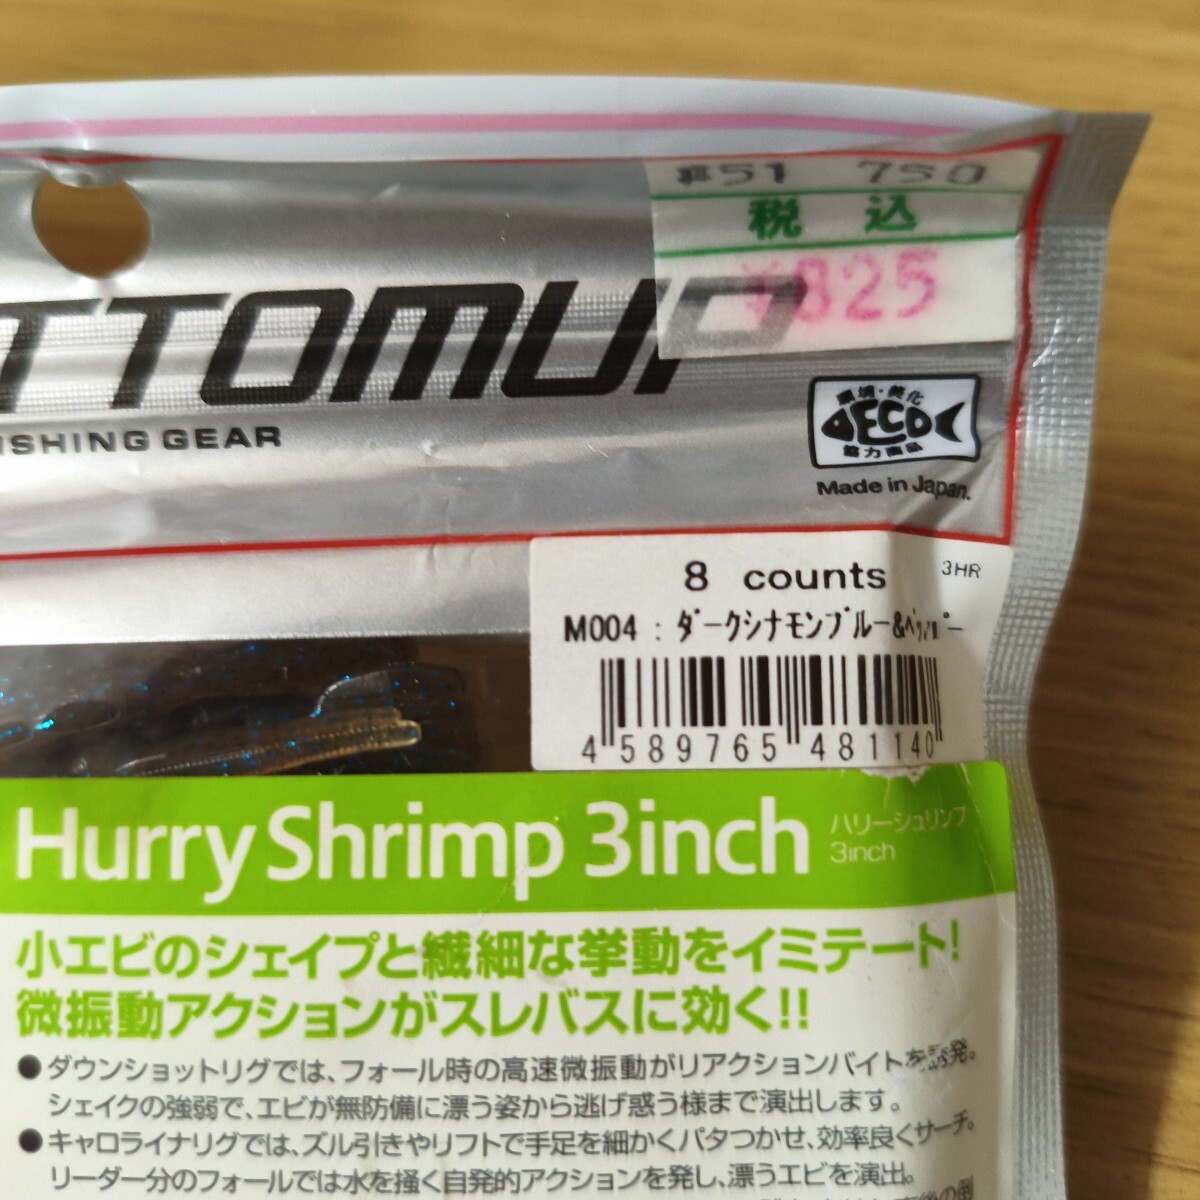 #51 750
税 込
¥825
TTOMUP
ISHING GEAR
環境・美化
ECO
協力商品
Made in Japan.
8 counts 3HR
M004 : ダークシナモンブルー&ペッパー
4 589765 481140
Hurry Shrimp 3inch
ハリーシュリンプ
3inch
小エビのシェイプと繊細な挙動をイミテート!
微振動アクションがスレバスに効く!!
●ダウンショットリグでは、フォール時の高速微振動がリアクションバイトを誘発。
シェイクの強弱で、エビが無防備に漂う姿から逃げ惑う様まで演出します。
●キャロライナリグでは、ズル引きやリフトで手足を細かくパタつかせ、効率良くサーチ。
リーダー分のフォールでは水を掻く自発的アクションを発し、漂うエビを演出。